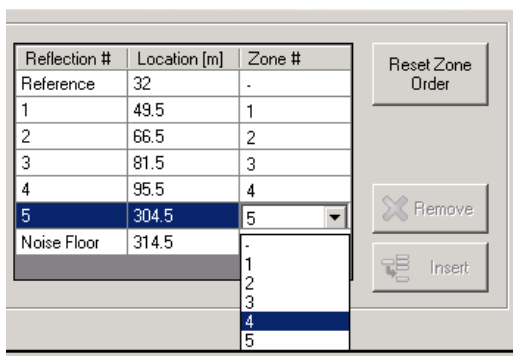 Reflection # Location [m] Zone #
Reference 32 -
1 49.5 1
2 66.5 2
3 81.5 3
4 95.5 4
5 304.5 5
Noise Floor 314.5
-
1
2
3
4
5
Reset Zone
Order
Remove
Insert